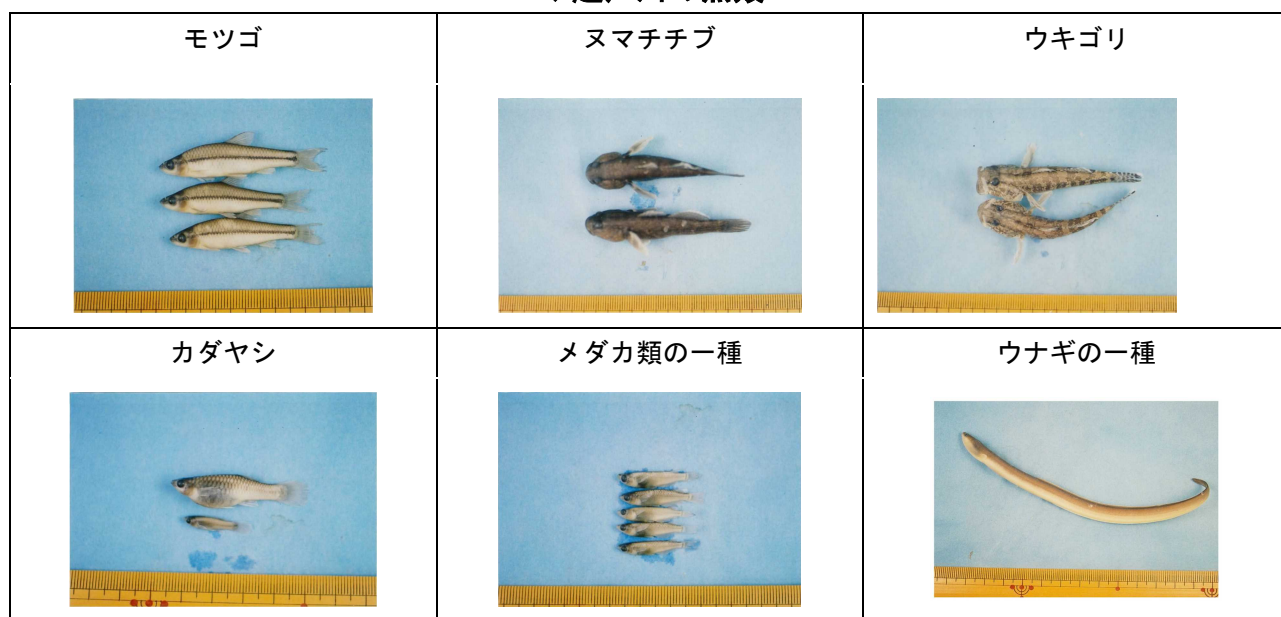 モツゴ
ヌマチチブ
ウキゴリ
カダヤシ
メダカ類の一種
ウナギの一種